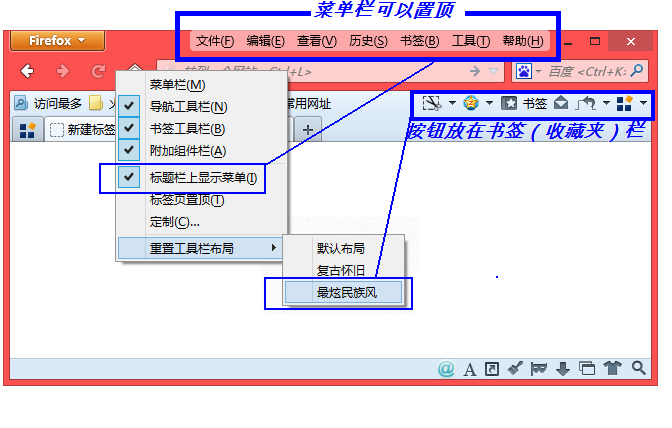 菜单栏可以置顶
Firefox
文件(F) 编辑(E) 查看(V) 历史(S) 书签(B) 工具(T) 帮助(H)
Ctrl+L>
百度 <Ctrl+K>
访问最多
常用网址
书签
按钮放在书签（收藏夹）栏
新建标签
菜单栏(M)
导航工具栏(N)
书签工具栏(B)
附加组件栏(A)
标题栏上显示菜单(I)
标签页置顶(T)
定制(C)...
重置工具栏布局
默认布局
复古怀旧
最炫民族风